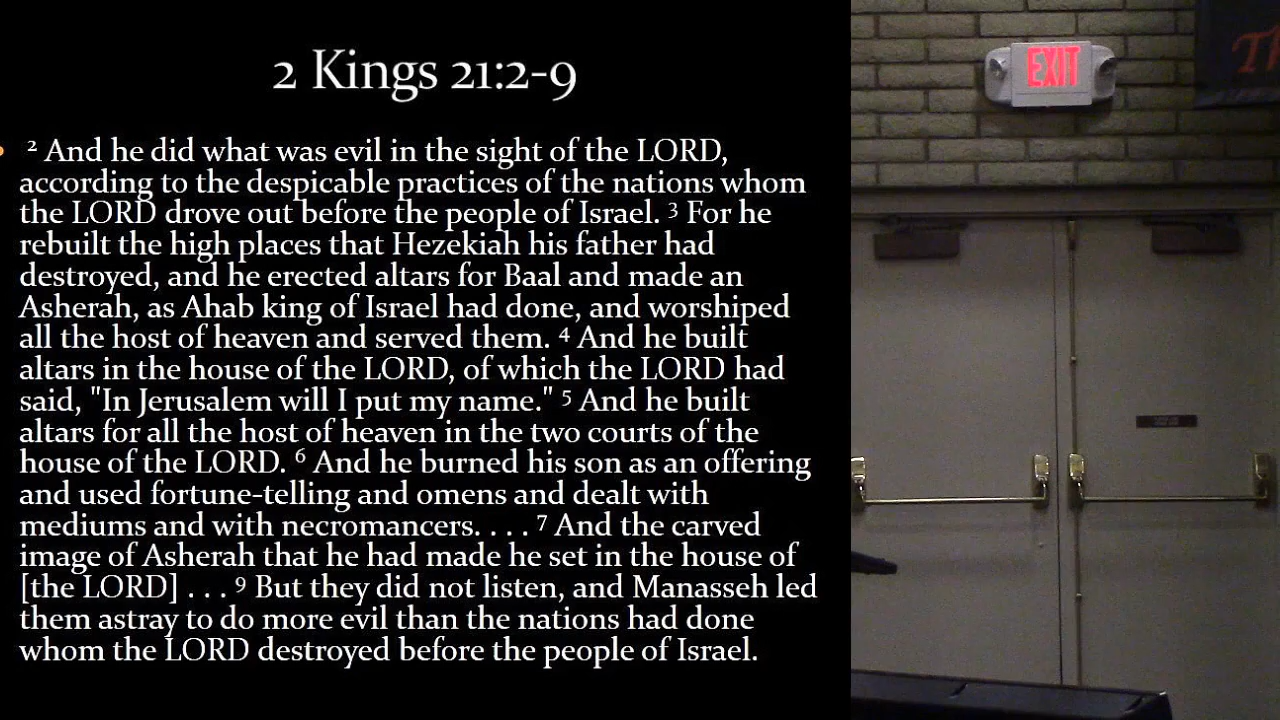 2 Kings 21:2-9
• ² And he did what was evil in the sight of the LORD,
according to the despicable practices of the nations whom
the LORD drove out before the people of Israel. ³ For he
rebuilt the high places that Hezekiah his father had
destroyed, and he erected altars for Baal and made an
Asherah, as Ahab king of Israel had done, and worshiped
all the host of heaven and served them. ⁴ And he built
altars in the house of the LORD, of which the LORD had
said, "In Jerusalem will I put my name." ⁵ And he built
altars for all the host of heaven in the two courts of the
house of the LORD. ⁶ And he burned his son as an offering
and used fortune-telling and omens and dealt with
mediums and with necromancers. . . . ⁷ And the carved
image of Asherah that he had made he set in the house of
[the LORD] . . . ⁹ But they did not listen, and Manasseh led
them astray to do more evil than the nations had done
whom the LORD destroyed before the people of Israel.
EXIT